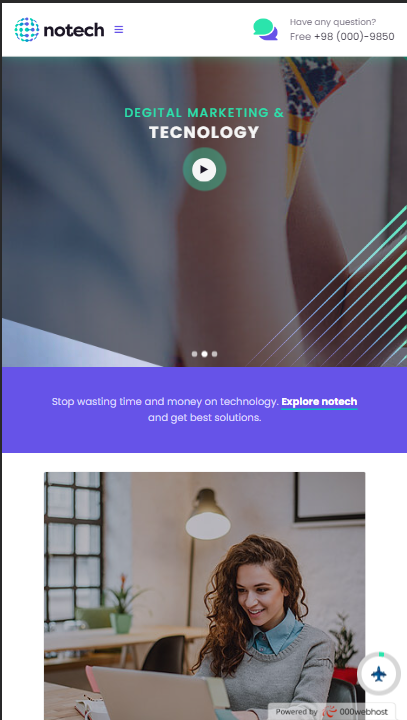 notech
Have any question?
Free +98 (000)-9850
DEGITAL MARKETING &
TECNOLOGY
Stop wasting time and money on technology. Explore notech
and get best solutions.
Powered by 000webhost